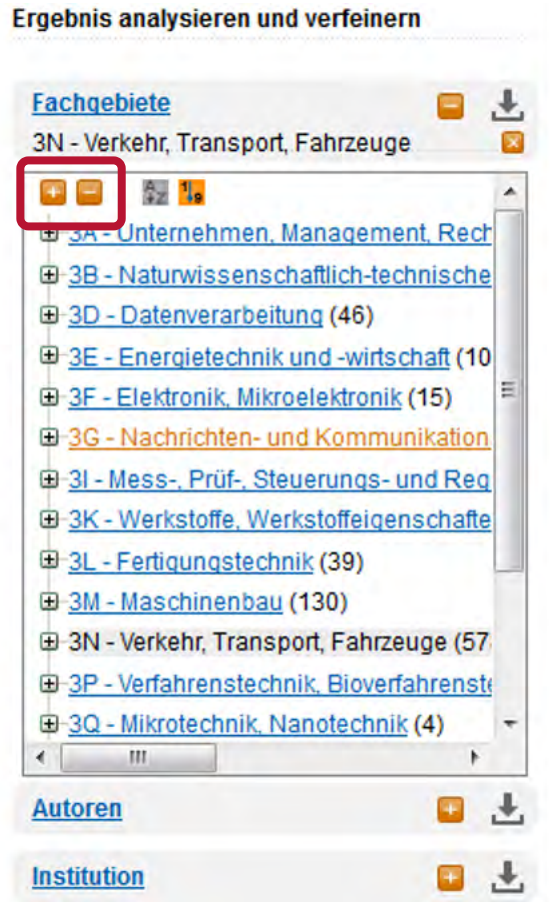 Ergebnis analysieren und verfeinern
Fachgebiete
3N - Verkehr, Transport, Fahrzeuge
3A - Unternehmen, Management, Rech
3B - Naturwissenschaftlich-technische
3D - Datenverarbeitung (46)
3E - Energietechnik und -wirtschaft (10
3F - Elektronik, Mikroelektronik (15)
3G - Nachrichten- und Kommunikation
3I - Mess-, Prüf-, Steuerungs- und Reg
3K - Werkstoffe, Werkstoffeigenschafte
3L - Fertigungstechnik (39)
3M - Maschinenbau (130)
3N - Verkehr, Transport, Fahrzeuge (57
3P - Verfahrenstechnik, Bioverfahrenste
3Q - Mikrotechnik, Nanotechnik (4)
Autoren
Institution